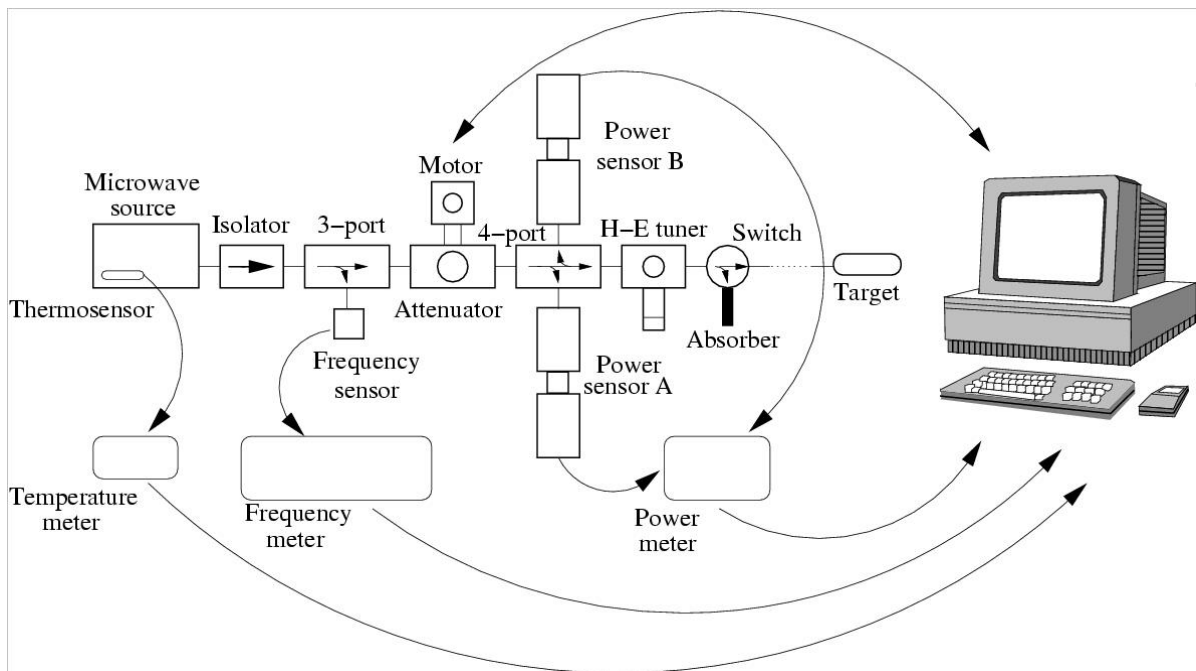 Microwave
source
Isolator
3-port
Motor
4-port
Power
sensor B
H-E tuner
Switch
Thermosensor
Attenuator
Target
Absorber
Frequency
sensor
Power
sensor A
Temperature
meter
Frequency
meter
Power
meter